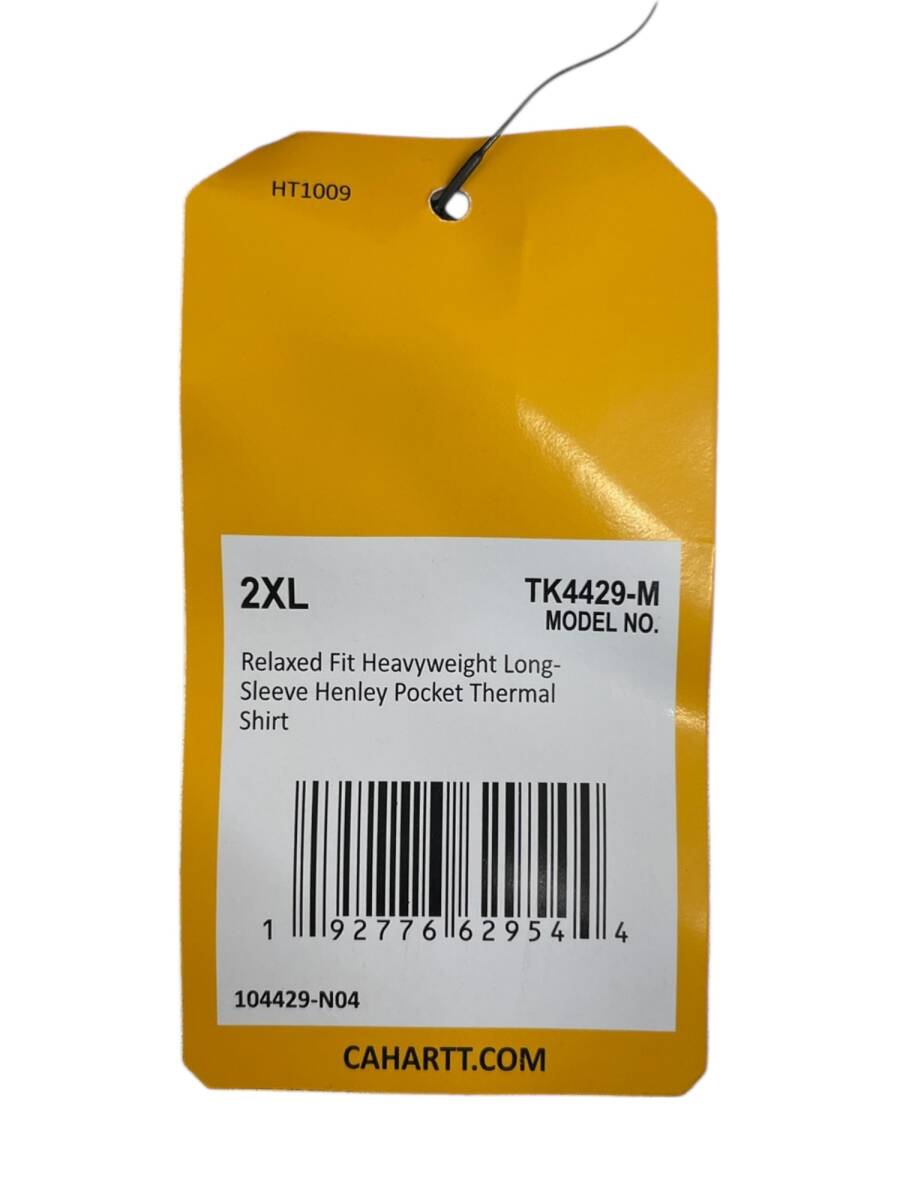 HT1009
2XL
TK4429-M
MODEL NO.
Relaxed Fit Heavyweight Long-
Sleeve Henley Pocket Thermal
Shirt
1 92776 62954 4
104429-N04
CAHARTT.COM